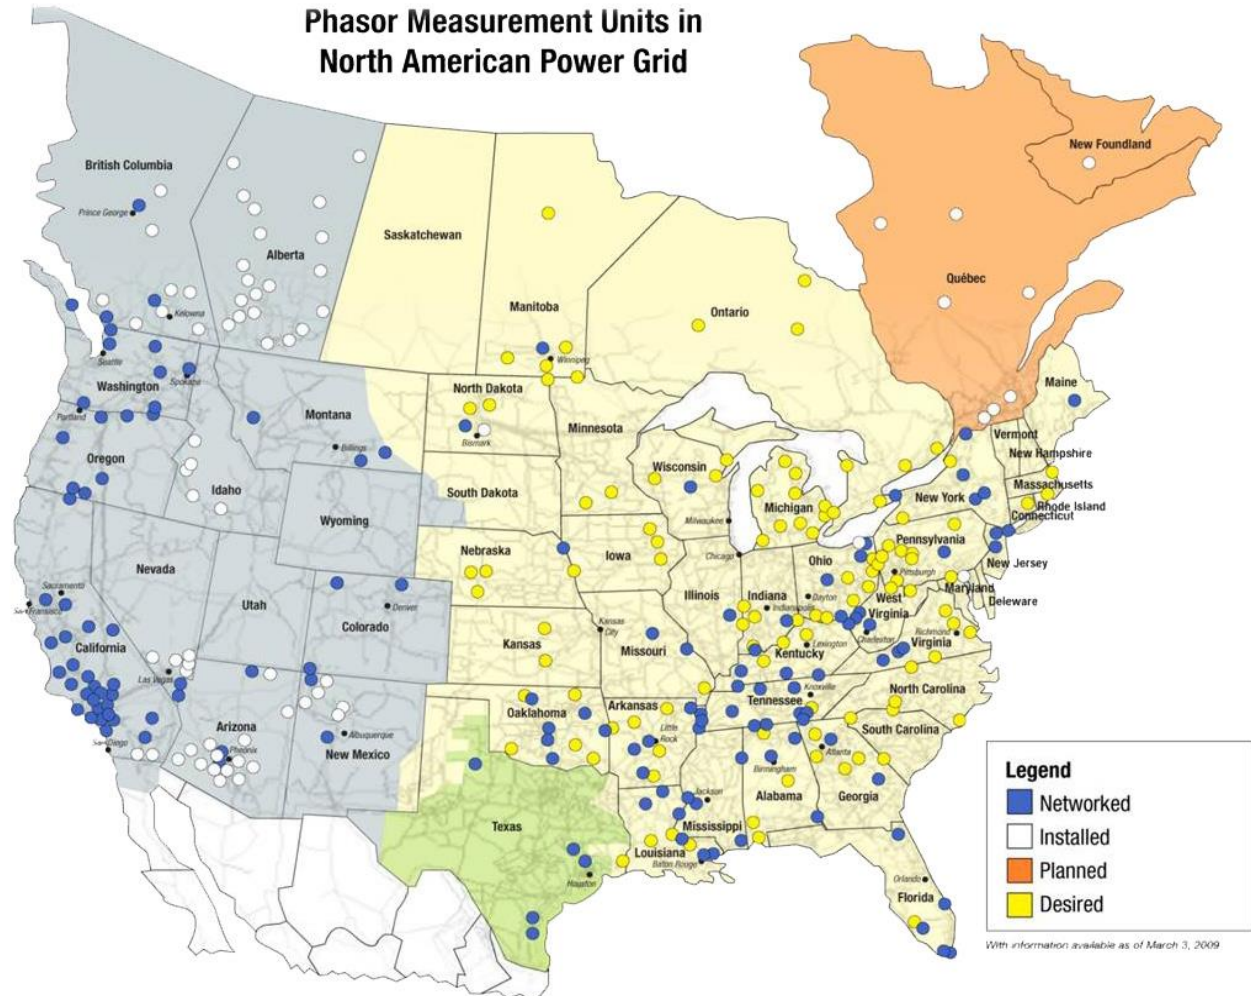 Phasor Measurement Units in
North American Power Grid
British Columbia
Prince George
Alberta
Saskatchewan
Manitoba
Ontario
New Foundland
Québec
Kelowna
Winnipeg
Seattle
Washington
Spokane
Portland
Montana
Billings
North Dakota
Bismark
Minnesota
Maine
Vermont
New Hampshire
Oregon
Idaho
South Dakota
Wisconsin
Michigan
Massachusetts
New York
Rhode Island
Connecticut
Wyoming
Milwaukee
Nebraska
Iowa
Chicago
Ohio
Pennsylvania
Pittsburgh
New Jersey
Nevada
Utah
Sacramento
San Fransisco
Denver
Colorado
Illinois
Indiana
Indianapolis
Dayton
West
Virginia
Maryland
Deleware
Kansas
City
Kansas
Missouri
Lexington
Charleston
Richmond
Virginia
California
Las Vegas
Kentucky
Knoxville
North Carolina
Tennessee
Oklahoma
Arkansas
Little
Rock
South Carolina
Arizona
Pheonix
San Diego
Albuquerque
New Mexico
Atlanta
Birmingham
Alabama
Georgia
Jackson
Mississippi
Texas
Louisiana
Baton Rouge
Houston
Orlando
Florida
Legend
Networked
Installed
Planned
Desired
With information available as of March 3, 2009